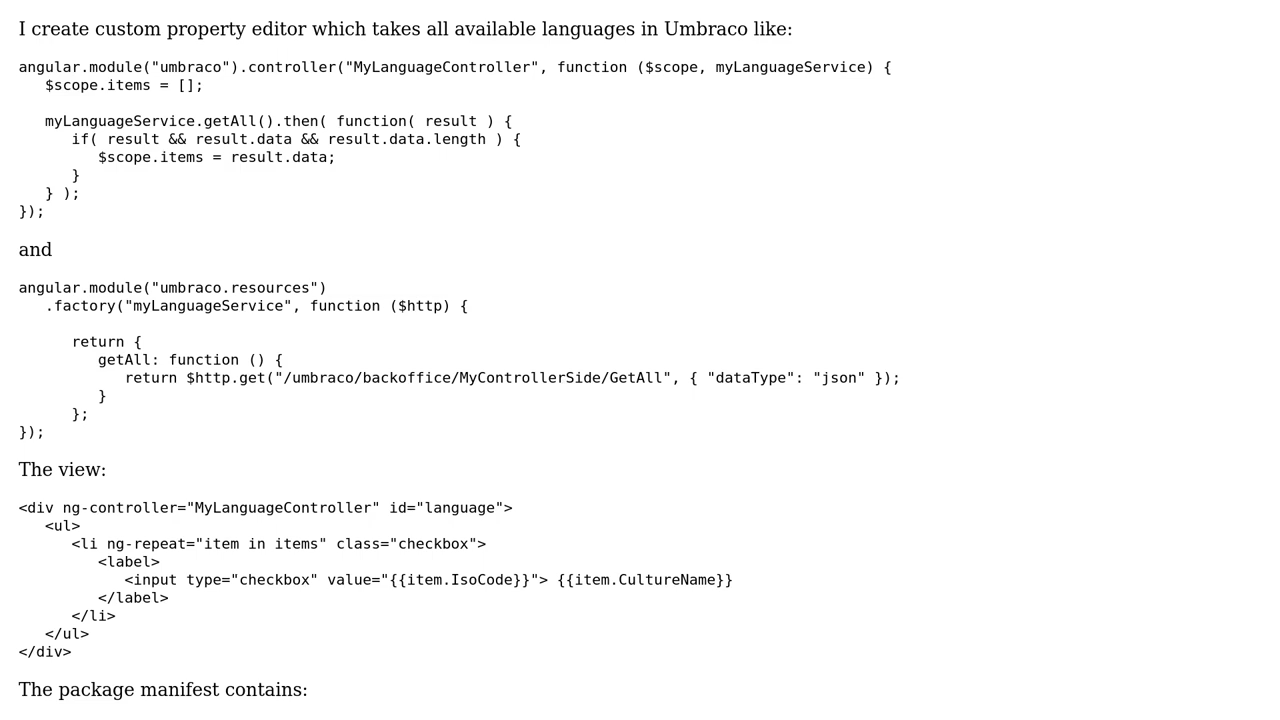 I create custom property editor which takes all available languages in Umbraco like:
angular.module("umbraco").controller("MyLanguageController", function ($scope, myLanguageService) {
   $scope.items = [];
   myLanguageService.getAll().then( function( result ) {
      if( result && result.data && result.data.length ) {
         $scope.items = result.data;
      }
   } );
});
and
angular.module("umbraco.resources")
   .factory("myLanguageService", function ($http) {
      return {
         getAll: function () {
            return $http.get("/umbraco/backoffice/MyControllerSide/GetAll", { "dataType": "json" });
         }
      };
});
The view:
<div ng-controller="MyLanguageController" id="language">
   <ul>
      <li ng-repeat="item in items" class="checkbox">
         <label>
            <input type="checkbox" value="{{item.IsoCode}}"> {{item.CultureName}}
         </label>
      </li>
   </ul>
</div>
The package manifest contains: